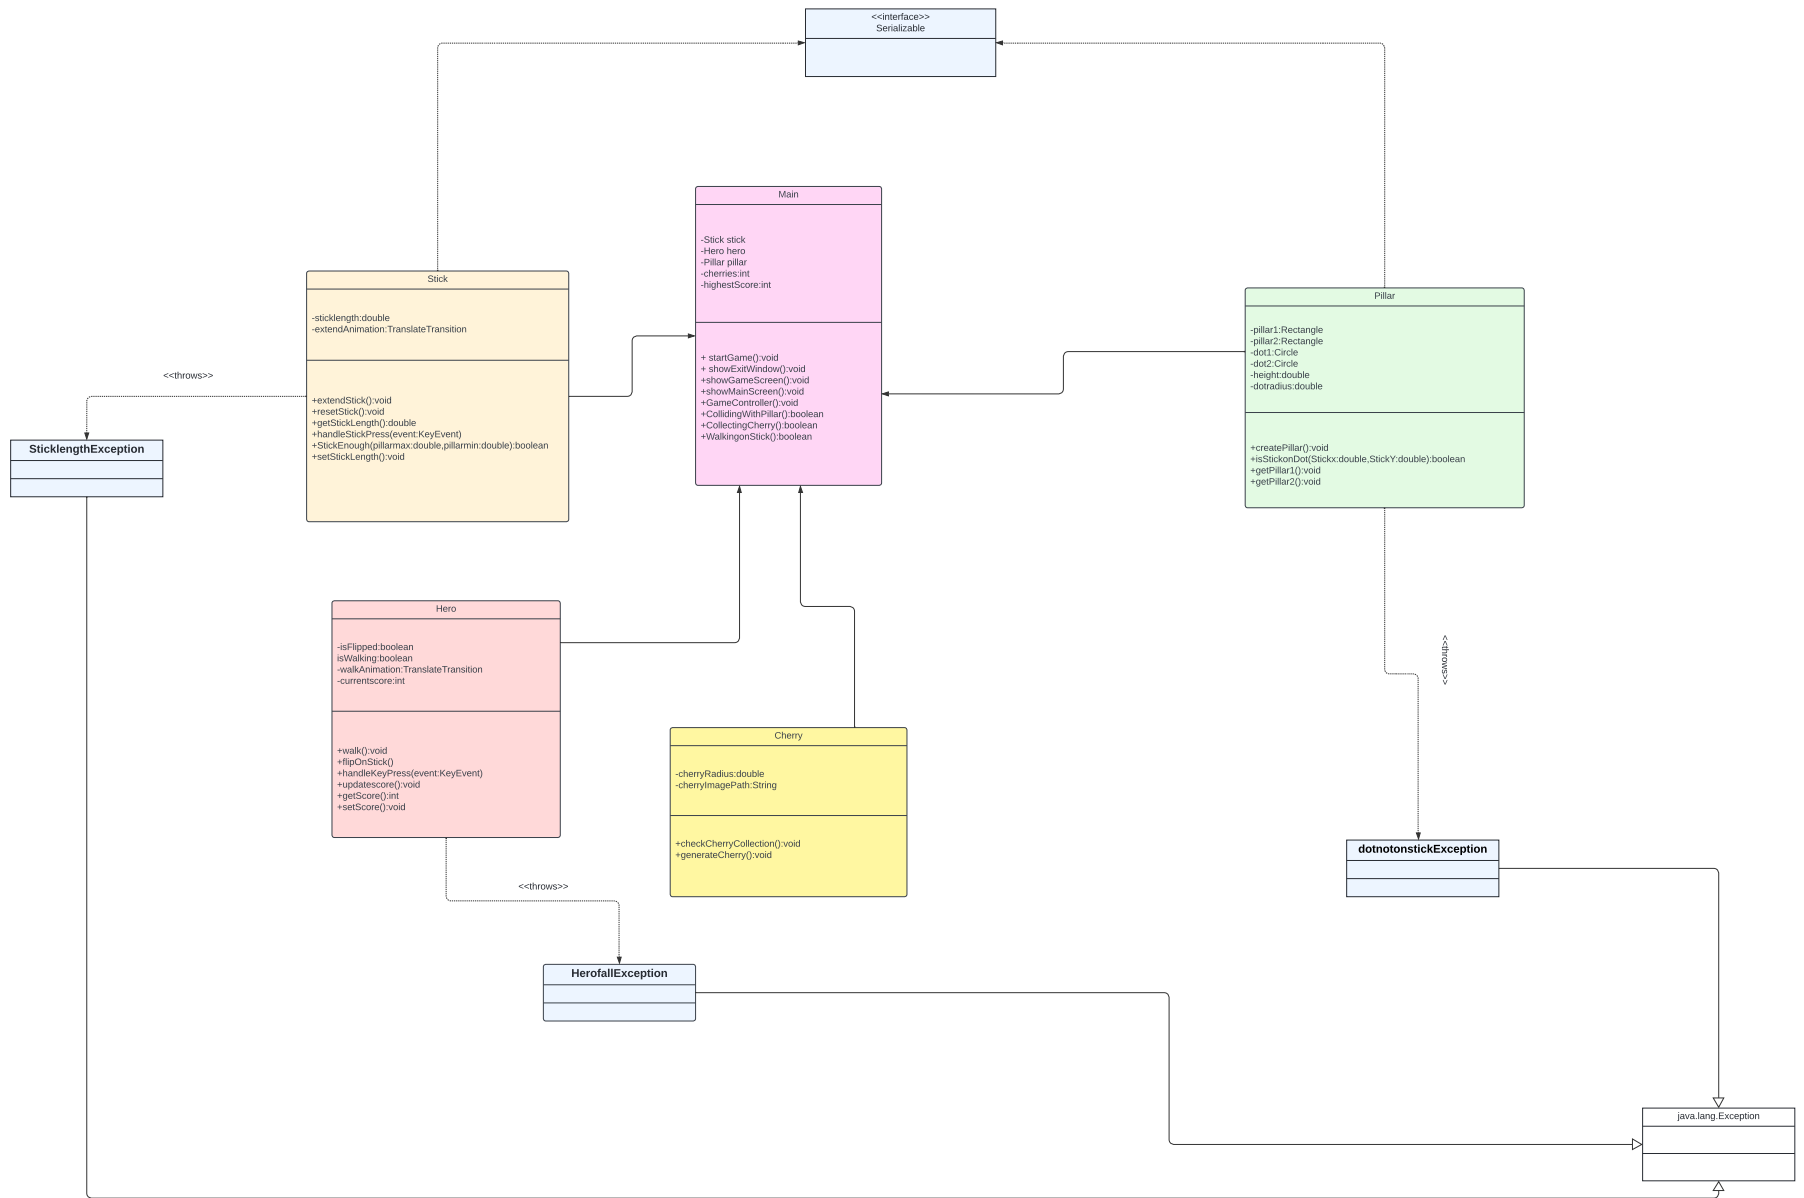 <<interface>>
Serializable
Main
-Stick stick
-Hero hero
-Pillar pillar
-cherries:int
-highestScore:int
+ startGame():void
+ showExitWindow():void
+showGameScreen():void
+showMainScreen():void
+GameController():void
+CollidingWithPillar():boolean
+CollectingCherry():boolean
+WalkingonStick():boolean
Stick
-sticklength:double
-extendAnimation:TranslateTransition
+extendStick():void
+resetStick():void
+getStickLength():double
+handleStickPress(event:KeyEvent)
+StickEnough(pillarmax:double,pillarmin:double):boolean
+setStickLength():void
Pillar
-pillar1:Rectangle
-pillar2:Rectangle
-dot1:Circle
-dot2:Circle
-height:double
-dotradius:double
+createPillar():void
+isStickonDot(Stickx:double,StickY:double):boolean
+getPillar1():void
+getPillar2():void
<<throws>>
SticklengthException
Hero
-isFlipped:boolean
isWalking:boolean
-walkAnimation:TranslateTransition
-currentscore:int
+walk():void
+flipOnStick()
+handleKeyPress(event:KeyEvent)
+updatescore():void
+getScore():int
+setScore():void
<<throws>>
Cherry
-cherryRadius:double
-cherryImagePath:String
+checkCherryCollection():void
+generateCherry():void
dotnotonstickException
<<throws>>
HerofallException
java.lang.Exception